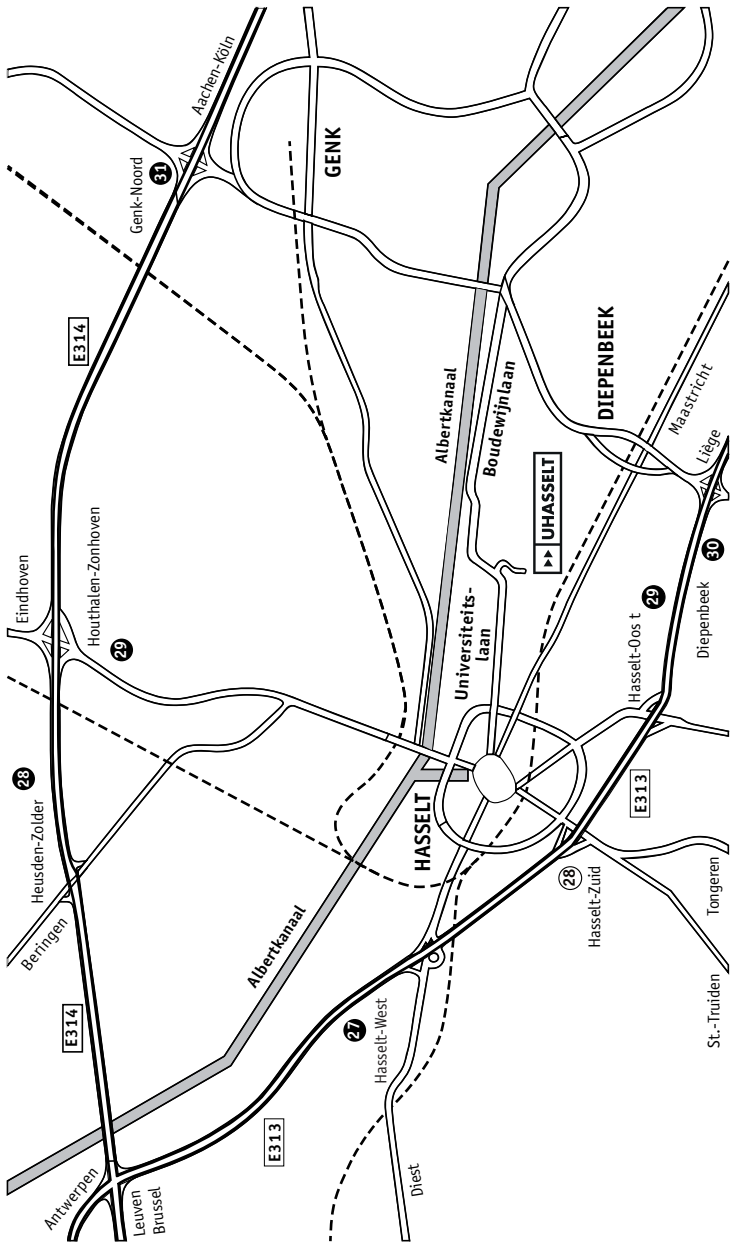 Antwerpen
Leuven
Brussel
E314
Beringen
Heusden-Zolder
28
Eindhoven
Houthalen-Zonhoven
29
E314
Genk-Noord
31
Aachen-Köln
GENK
Albertkanaal
E313
27
Hasselt-West
Diest
HASSELT
Universiteits-
laan
Albertkanaal
Boudewijnlaan
▸▸ UHASSELT
DIEPENBEEK
Maastricht
Liège
30
Diepenbeek
29
Hasselt-Oos t
E313
28
Hasselt-Zuid
Tongeren
St.-Truiden